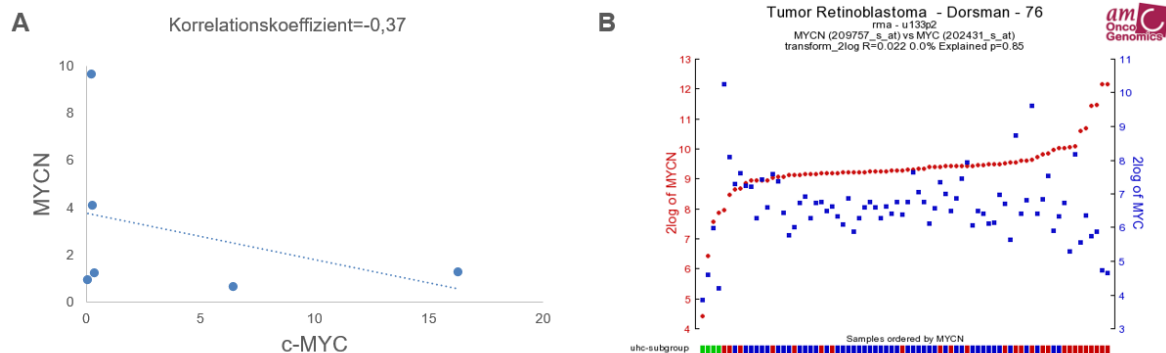 A
Korrelationskoeffizient=-0,37
MYCN
10
8
6
4
2
0
0 5 10 15 20
c-MYC
B
Tumor Retinoblastoma - Dorsman - 76
rma - u133p2
MYCN (209757_s_at) vs MYC (202431_s_at)
transform_2log R=0.022 0.0% Explained p=0.85
am
Onco
Genomics
2log of MYCN
13
12
11
10
9
8
7
6
5
4
11
10
9
8
7
6
5
4
3
2log of MYC
Samples ordered by MYCN
uhc-subgroup